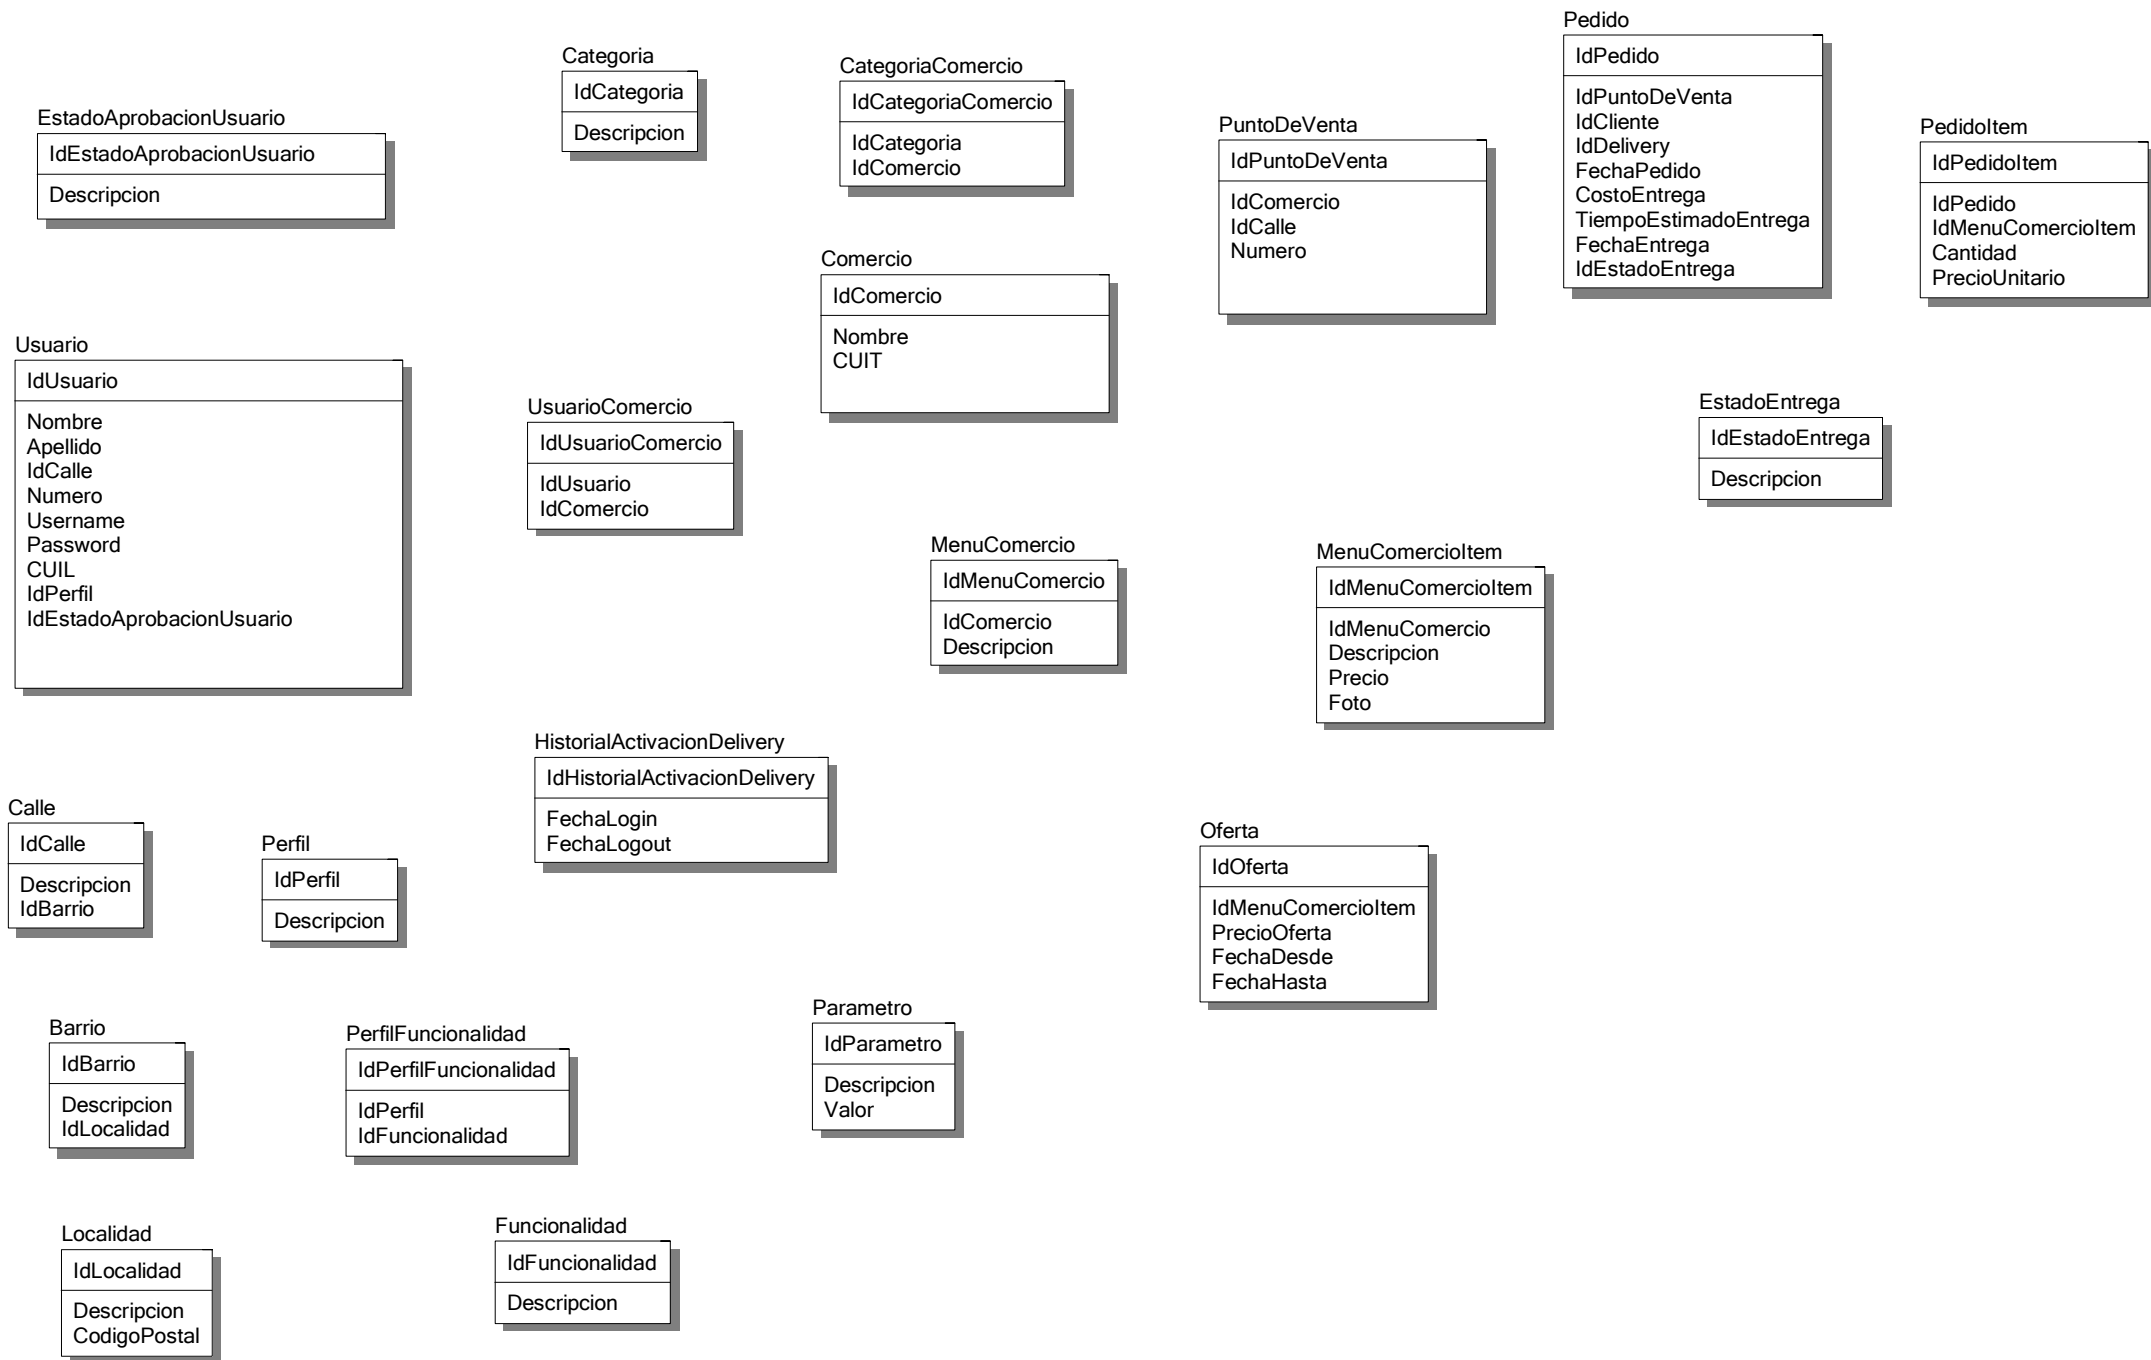 Pedido
IdPedido
IdPuntoDeVenta
IdCliente
IdDelivery
FechaPedido
CostoEntrega
TiempoEstimadoEntrega
FechaEntrega
IdEstadoEntrega
Categoria
IdCategoria
Descripcion
CategoriaComercio
IdCategoriaComercio
IdCategoria
IdComercio
EstadoAprobacionUsuario
IdEstadoAprobacionUsuario
Descripcion
PuntoDeVenta
IdPuntoDeVenta
IdComercio
IdCalle
Numero
PedidoItem
IdPedidoItem
IdPedido
IdMenuComercioItem
Cantidad
PrecioUnitario
Comercio
IdComercio
Nombre
CUIT
Usuario
IdUsuario
Nombre
Apellido
IdCalle
Numero
Username
Password
CUIL
IdPerfil
IdEstadoAprobacionUsuario
UsuarioComercio
IdUsuarioComercio
IdUsuario
IdComercio
EstadoEntrega
IdEstadoEntrega
Descripcion
MenuComercio
IdMenuComercio
IdComercio
Descripcion
MenuComercioItem
IdMenuComercioItem
IdMenuComercio
Descripcion
Precio
Foto
HistorialActivacionDelivery
IdHistorialActivacionDelivery
FechaLogin
FechaLogout
Calle
IdCalle
Descripcion
IdBarrio
Perfil
IdPerfil
Descripcion
Oferta
IdOferta
IdMenuComercioItem
PrecioOferta
FechaDesde
FechaHasta
Barrio
IdBarrio
Descripcion
IdLocalidad
PerfilFuncionalidad
IdPerfilFuncionalidad
IdPerfil
IdFuncionalidad
Parametro
IdParametro
Descripcion
Valor
Localidad
IdLocalidad
Descripcion
CodigoPostal
Funcionalidad
IdFuncionalidad
Descripcion